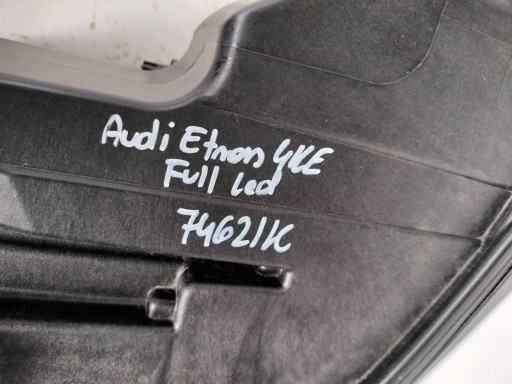 Audi Etron 4KE
Full Led
74621K